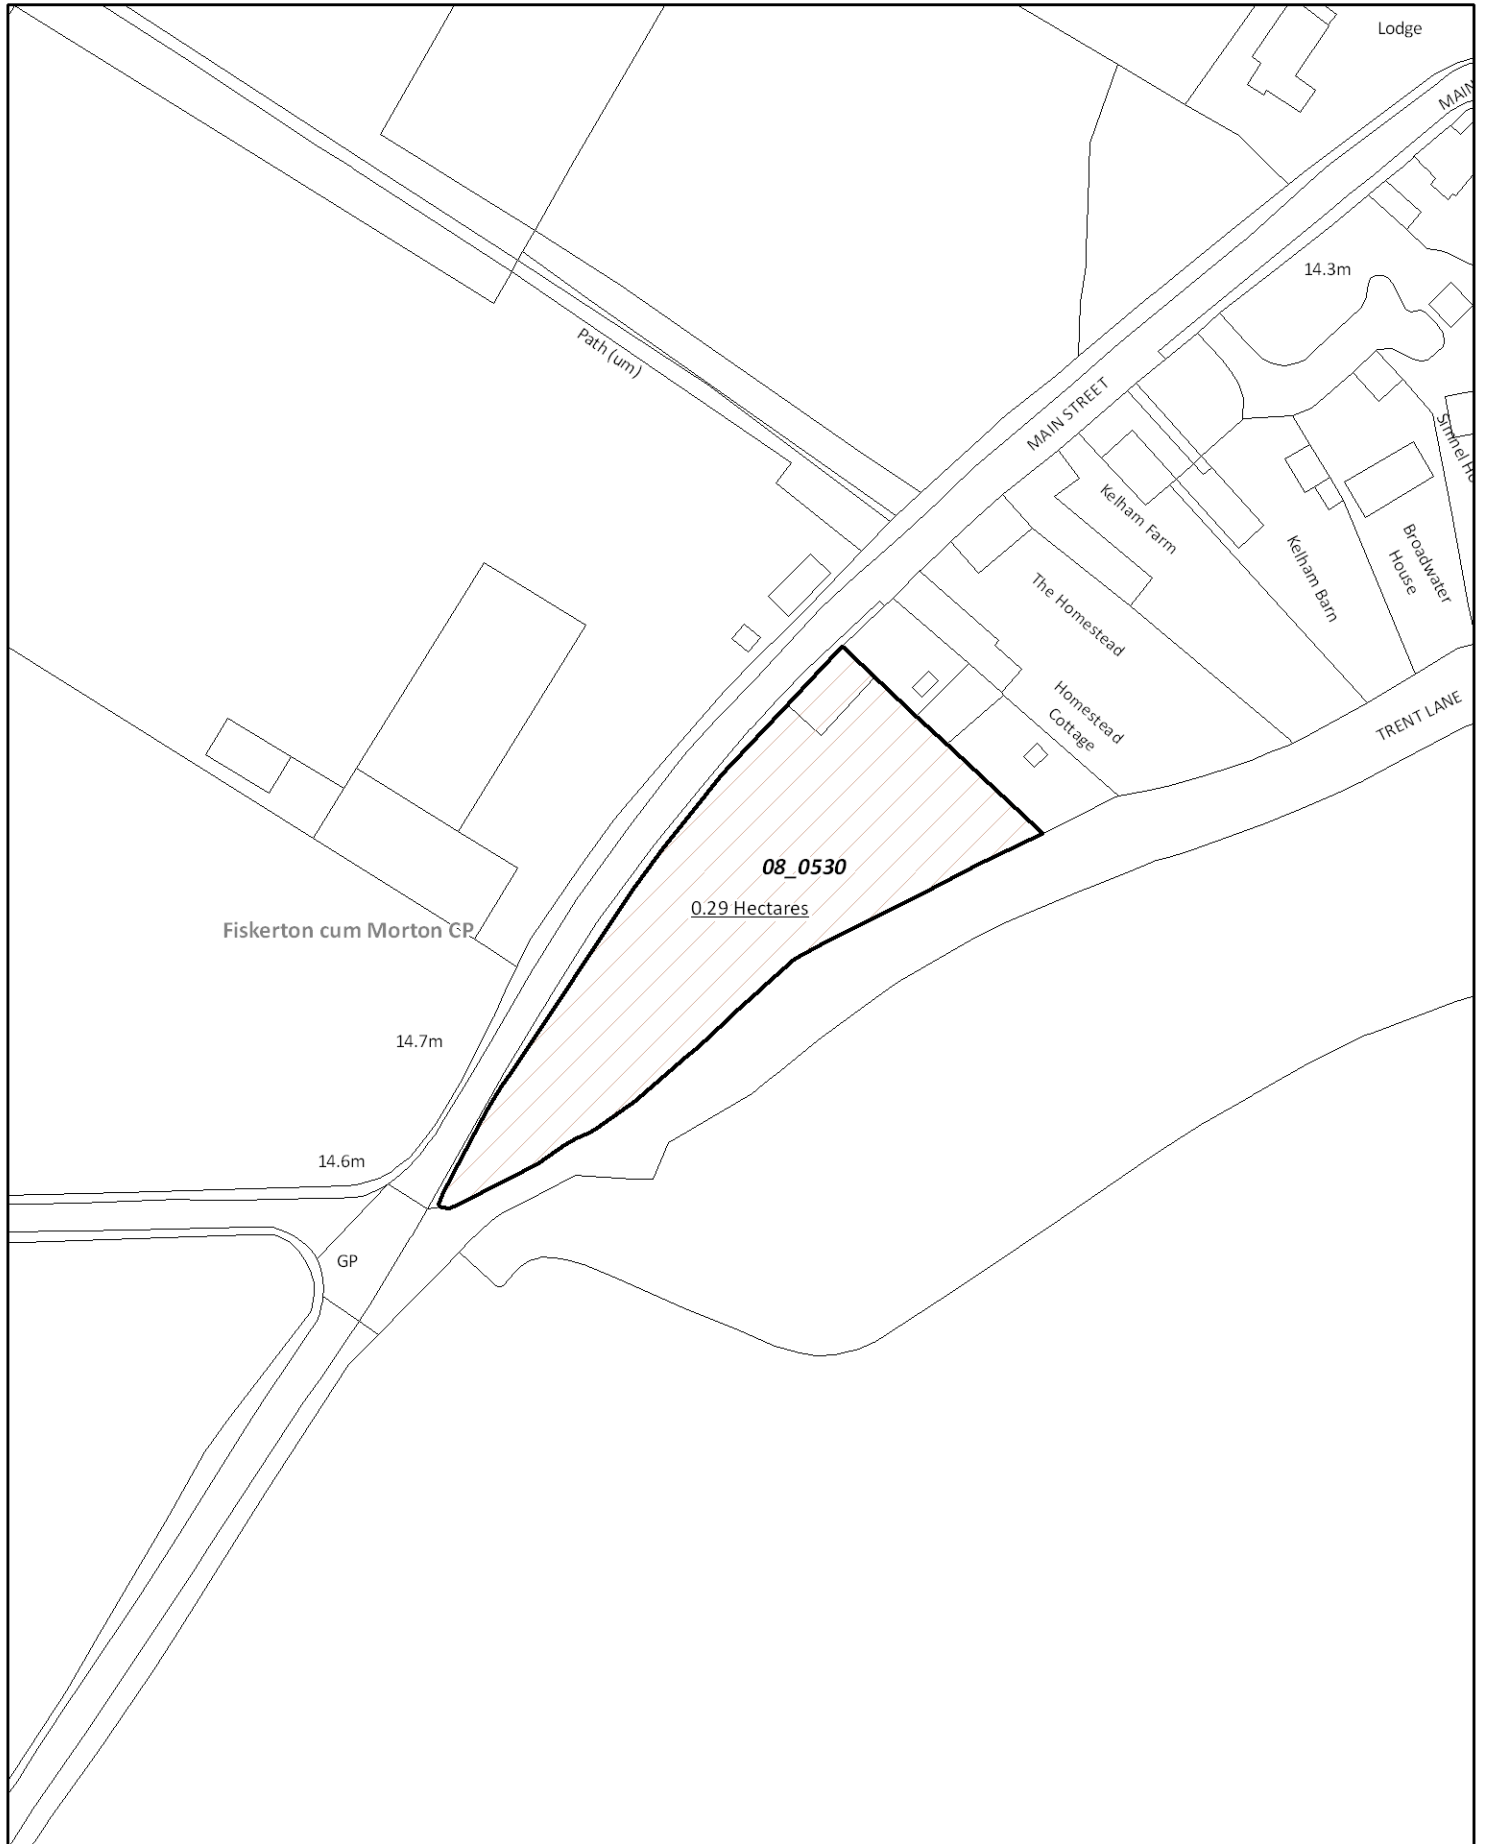 Lodge
MAIN
14.3m
Path (um)
MAIN STREET
Kelham Farm
Kelham Barn
Broadwater
House
The Homestead
Homestead
Cottage
TRENT LANE
08_0530
0.29 Hectares
Fiskerton cum Morton CP
14.7m
14.6m
GP